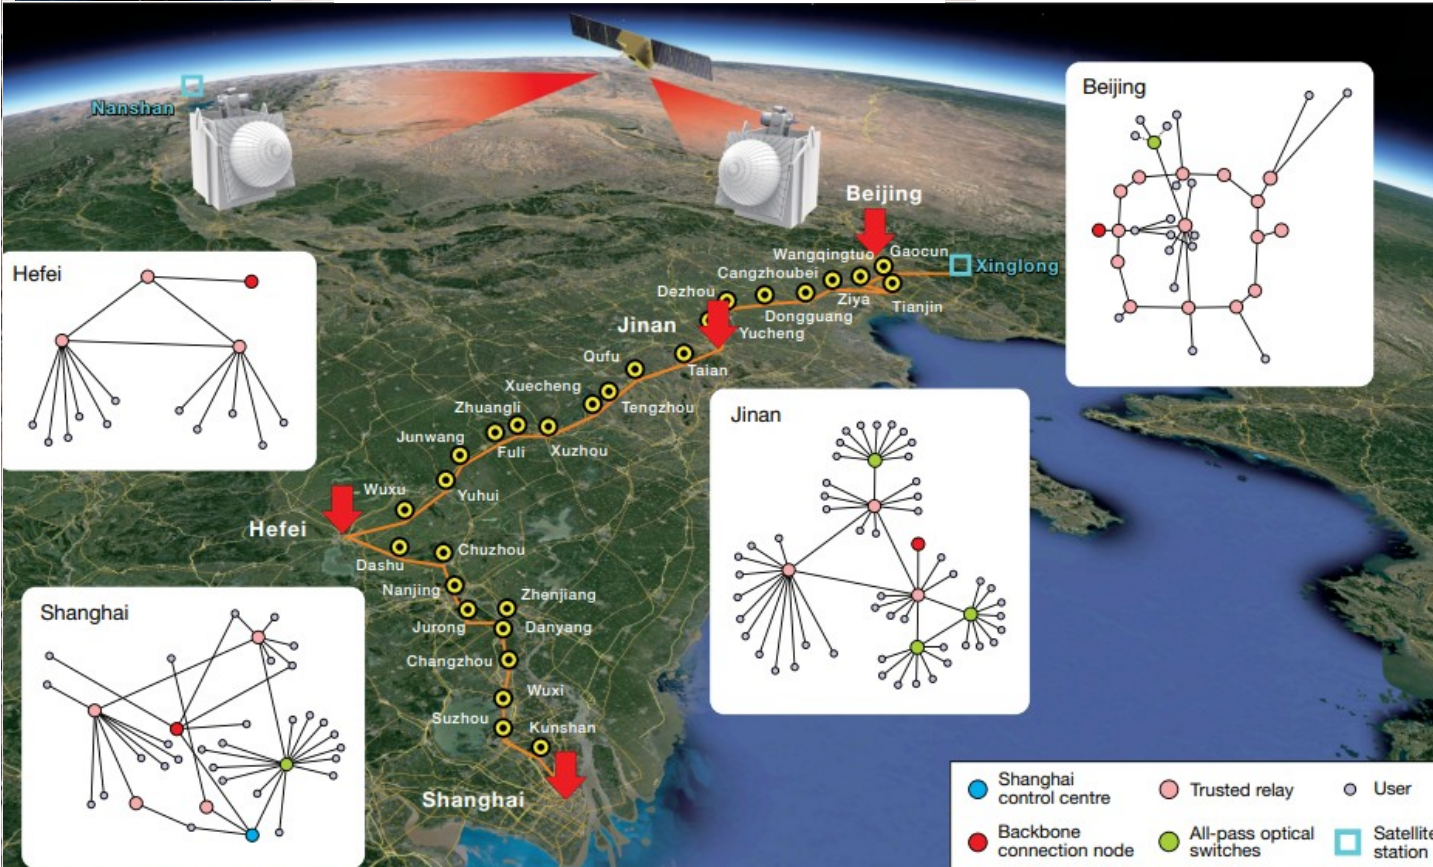 Nanshan
Beijing
Beijing
Wangqingtuo
Gaocun
Cangzhoubei
Xinglong
Hefei
Dezhou
Ziya
Tianjin
Dongguang
Jinan
Yucheng
Qufu
Taian
Xuecheng
Tengzhou
Jinan
Zhuangli
Junwang
Fuli
Xuzhou
Wuxu
Yuhui
Hefei
Chuzhou
Dashu
Nanjing
Zhenjiang
Shanghai
Jurong
Danyang
Changzhou
Wuxi
Suzhou
Kunshan
Shanghai
Shanghai
control centre
Trusted relay
User
Backbone
connection node
All-pass optical
switches
Satellite
station